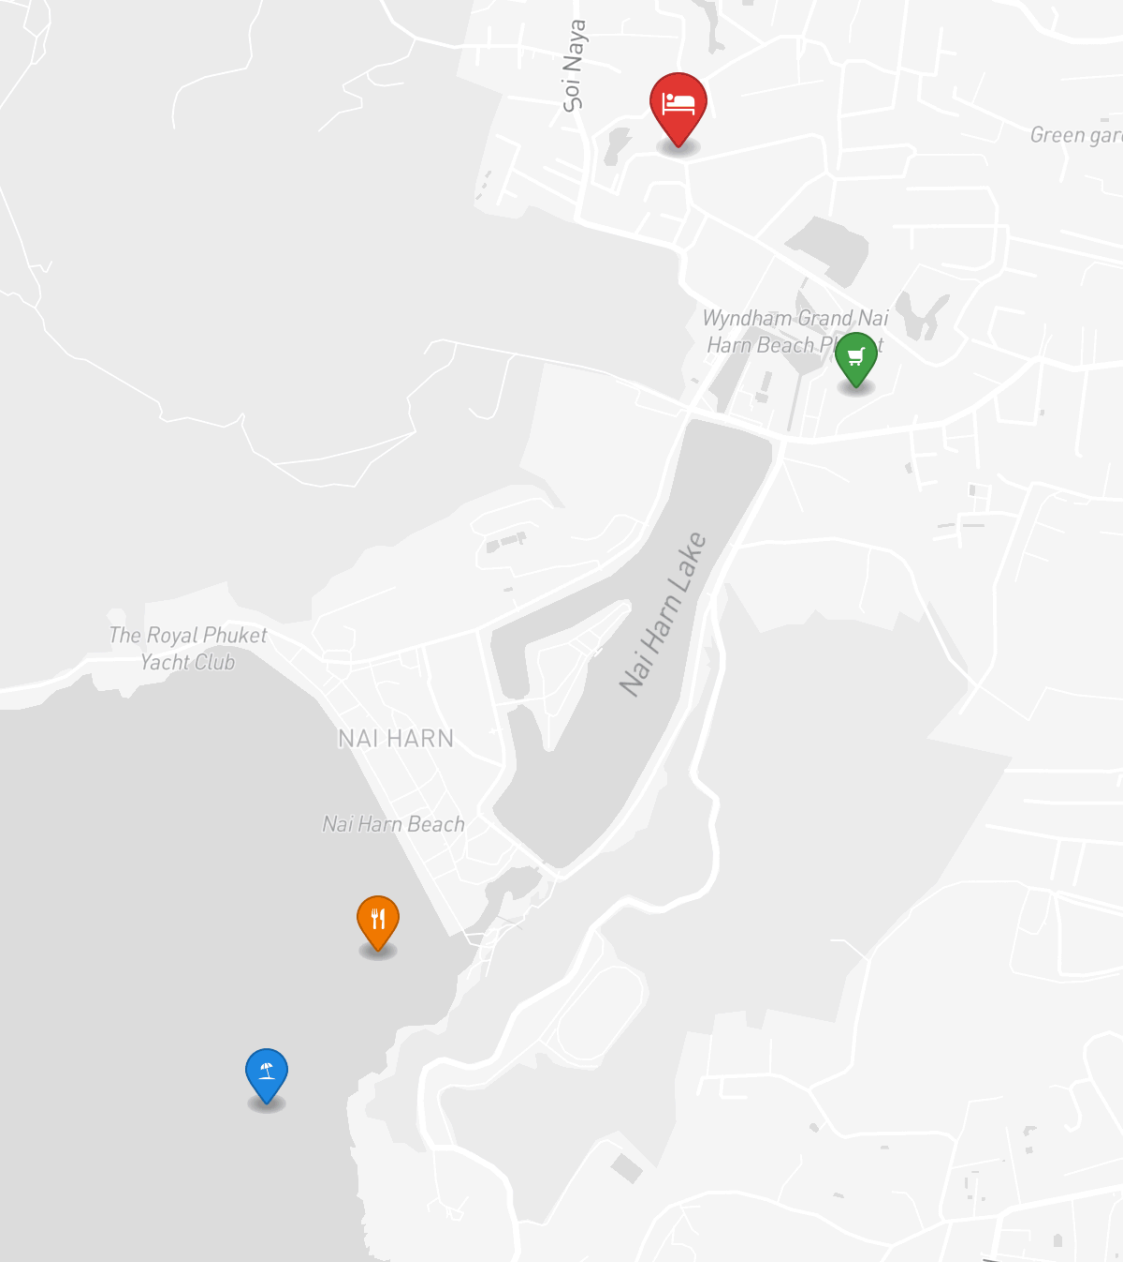 Soi Naya
Green gar
Wyndham Grand Nai
Harn Beach
Nai Harn Lake
The Royal Phuket
Yacht Club
NAI HARN
Nai Harn Beach